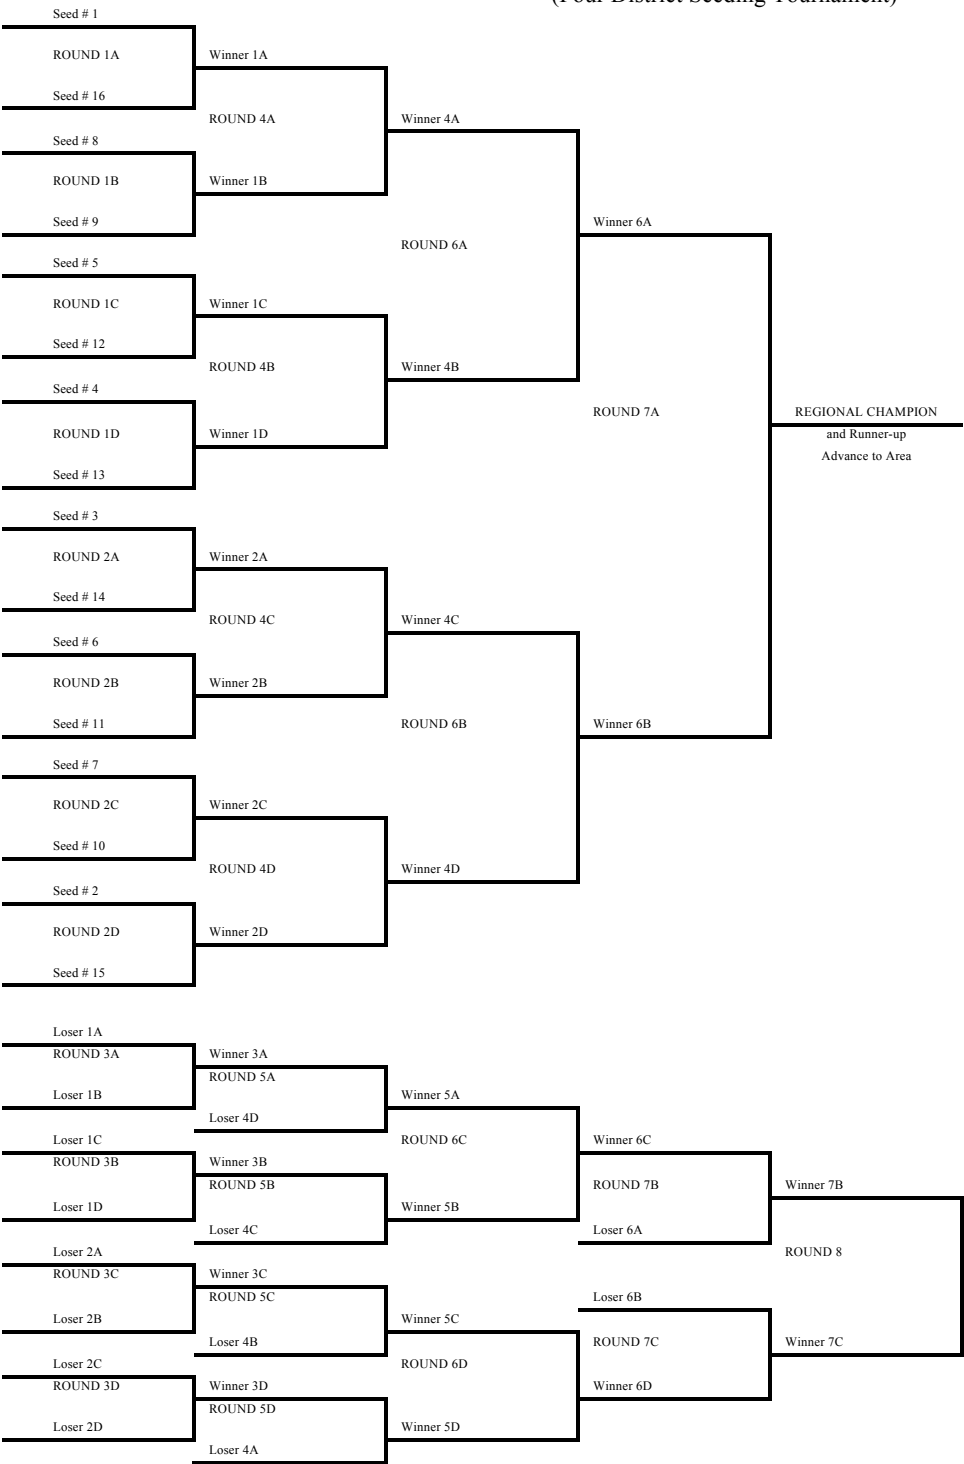 (Four District Seeding Tournament)
Seed # 1
ROUND 1A
Winner 1A
Seed # 16
ROUND 4A
Winner 4A
Seed # 8
ROUND 1B
Winner 1B
Seed # 9
Winner 6A
ROUND 6A
Seed # 5
ROUND 1C
Winner 1C
Seed # 12
ROUND 4B
Winner 4B
Seed # 4
ROUND 7A
REGIONAL CHAMPION
ROUND 1D
Winner 1D
and Runner-up
Advance to Area
Seed # 13
Seed # 3
ROUND 2A
Winner 2A
Seed # 14
ROUND 4C
Winner 4C
Seed # 6
ROUND 2B
Winner 2B
Seed # 11
ROUND 6B
Winner 6B
Seed # 7
ROUND 2C
Winner 2C
Seed # 10
ROUND 4D
Winner 4D
Seed # 2
ROUND 2D
Winner 2D
Seed # 15
Loser 1A
ROUND 3A
Winner 3A
ROUND 5A
Loser 1B
Winner 5A
Loser 4D
Loser 1C
ROUND 6C
Winner 6C
ROUND 3B
Winner 3B
ROUND 5B
ROUND 7B
Winner 7B
Loser 1D
Winner 5B
Loser 4C
Loser 6A
Loser 2A
ROUND 8
ROUND 3C
Winner 3C
ROUND 5C
Loser 6B
Loser 2B
Winner 5C
Loser 4B
ROUND 7C
Winner 7C
Loser 2C
ROUND 6D
ROUND 3D
Winner 3D
Winner 6D
ROUND 5D
Loser 2D
Winner 5D
Loser 4A